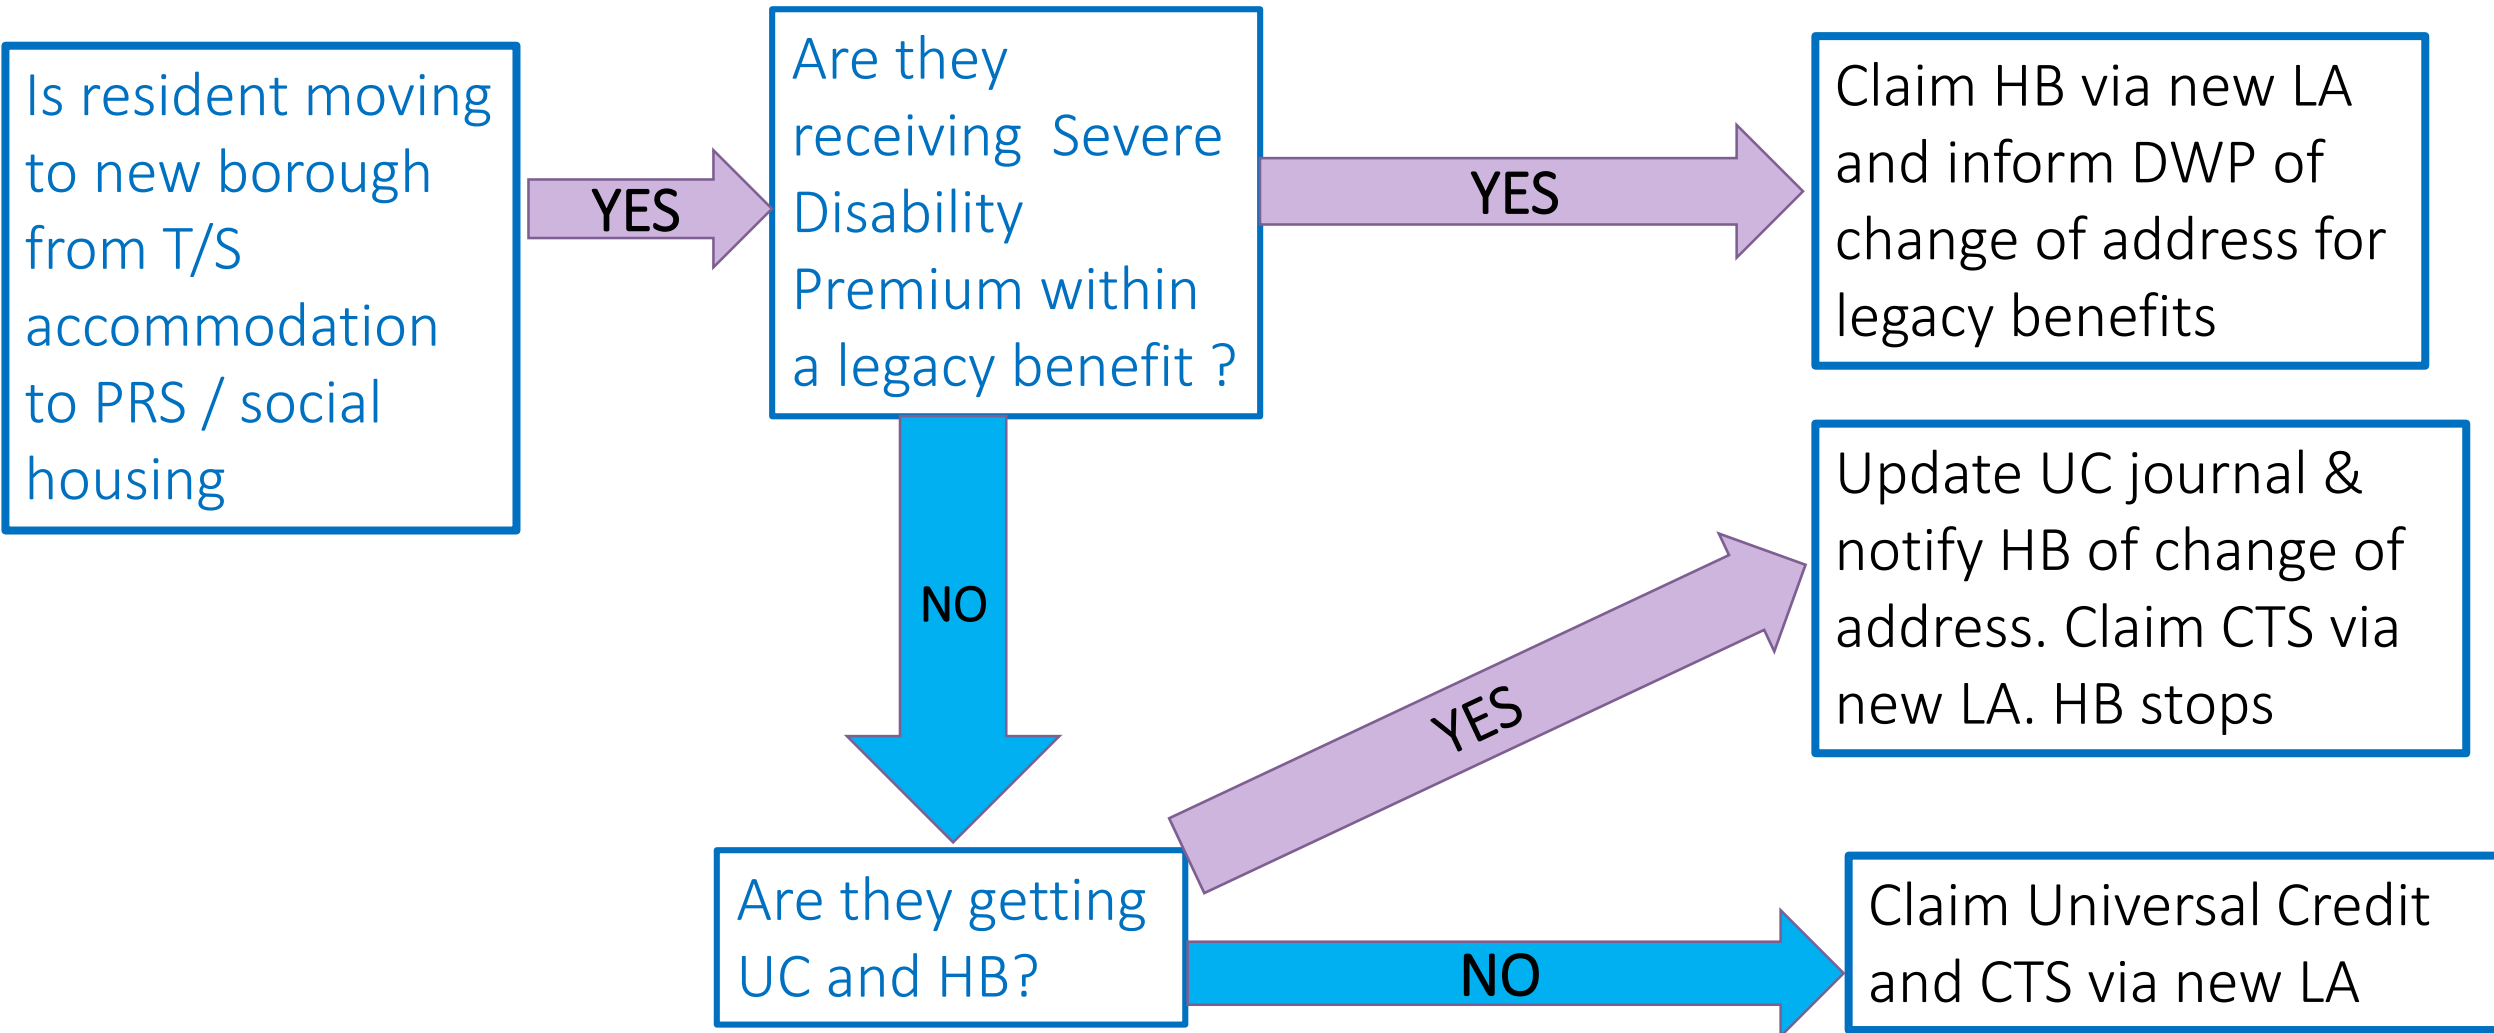 Is resident moving
to new borough
from T/S
accommodation
to PRS / social
housing
YES
Are they
receiving Severe
Disability
Premium within
a legacy benefit ?
YES
Claim HB via new LA
and inform DWP of
change of address for
legacy benefits
NO
Are they getting
UC and HB?
YES
Update UC journal &
notify HB of change of
address. Claim CTS via
new LA. HB stops
NO
Claim Universal Credit
and CTS via new LA